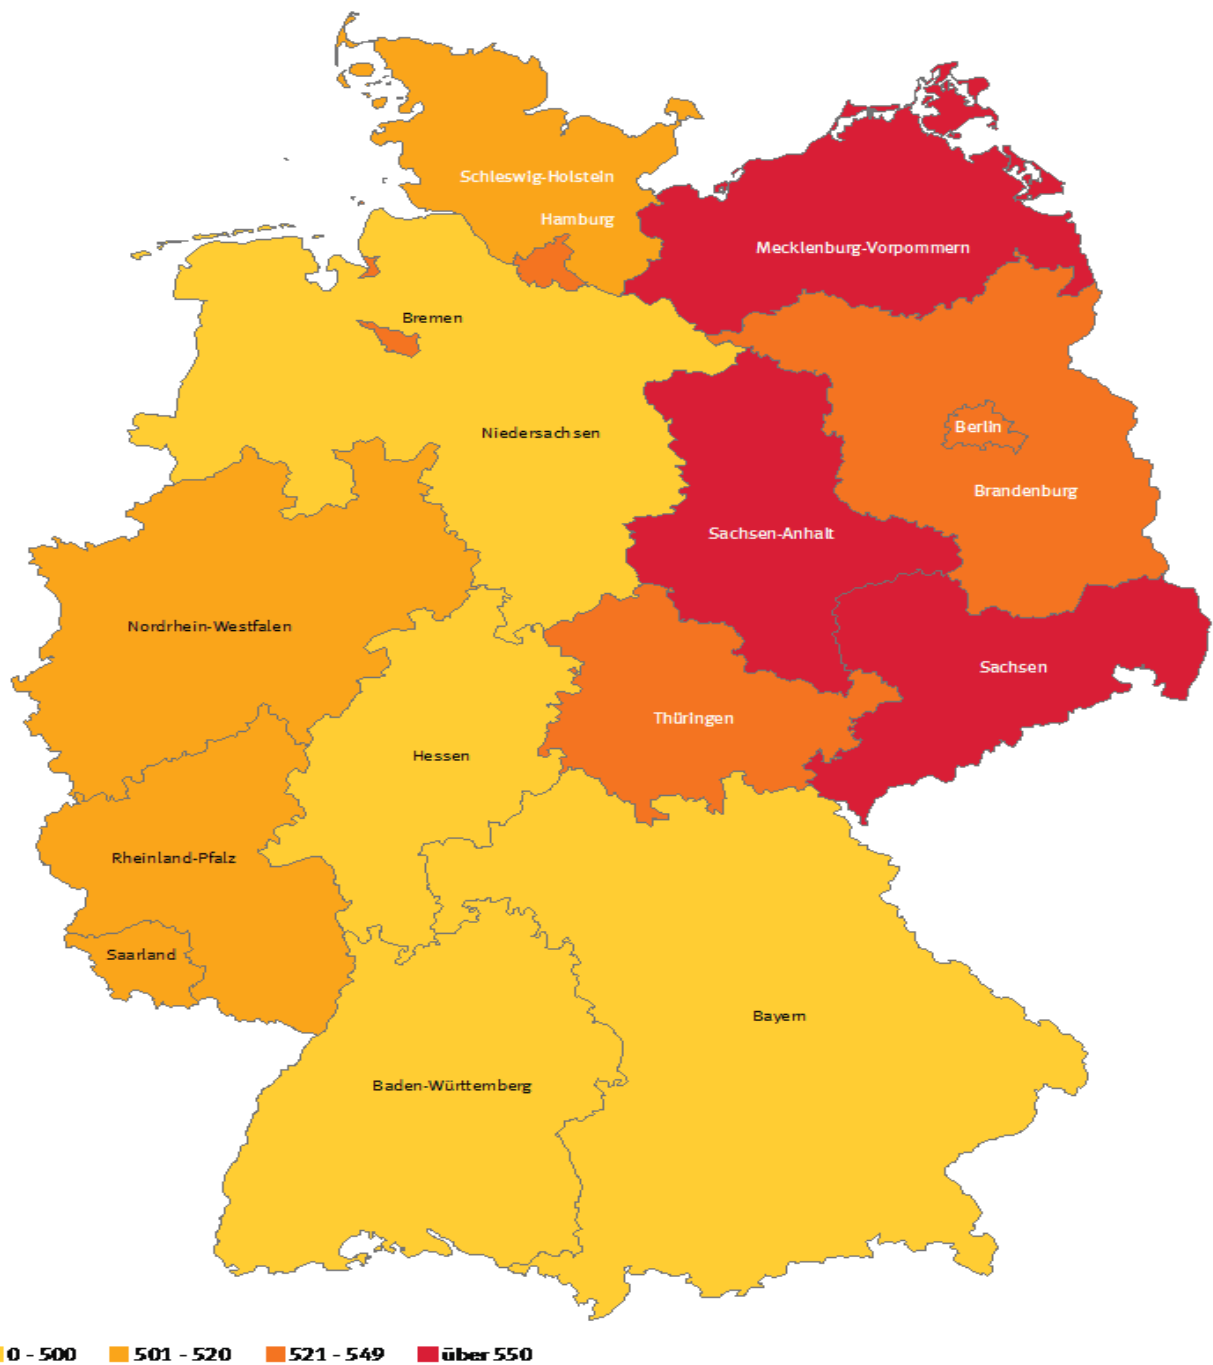 Schleswig-Holstein
Hamburg
Mecklenburg-Vorpommern
Bremen
Berlin
Niedersachsen
Brandenburg
Sachsen-Anhalt
Nordrhein-Westfalen
Sachsen
Thüringen
Hessen
Rheinland-Pfalz
Saarland
Bayern
Baden-Württemberg
0 - 500 501 - 520 521 - 549 über 550